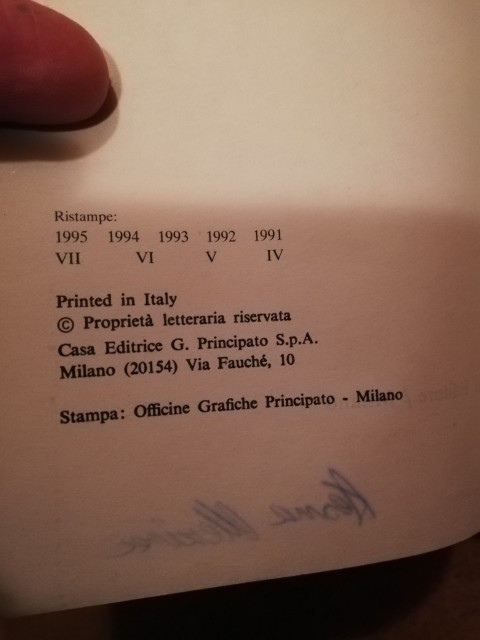 Ristampe:
1995 1994 1993 1992 1991
VII VI V IV
Printed in Italy
© Proprietà letteraria riservata
Casa Editrice G. Principato S.p.A.
Milano (20154) Via Fauché, 10
Stampa: Officine Grafiche Principato - Milano